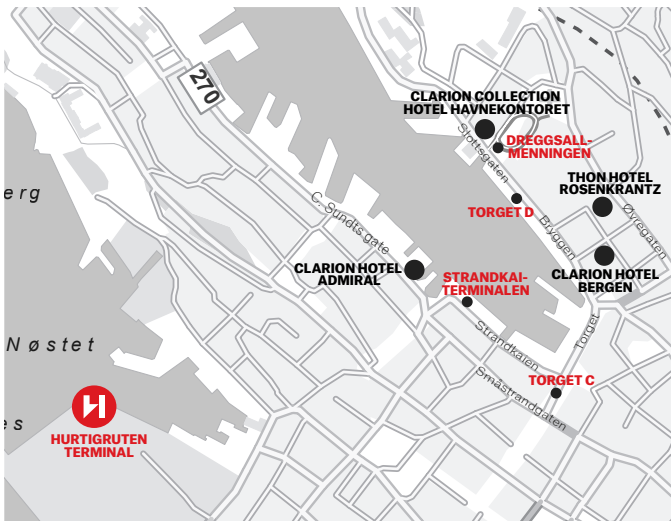 270
CLARION COLLECTION
HOTEL HAVNEKONTORET
Slottsgaten
DREGGSALL-
MENNINGEN
THON HOTEL
ROSENKRANTZ
erg
TORGET D
Bryggen
Øvregaten
C. Sundts gate
CLARION HOTEL
ADMIRAL
STRANDKAI-
TERMINALEN
CLARION HOTEL
BERGEN
Nøstet
Strandkaien
Torget
Småstrandgaten
TORGET C
es
HURTIGRUTEN
TERMINAL